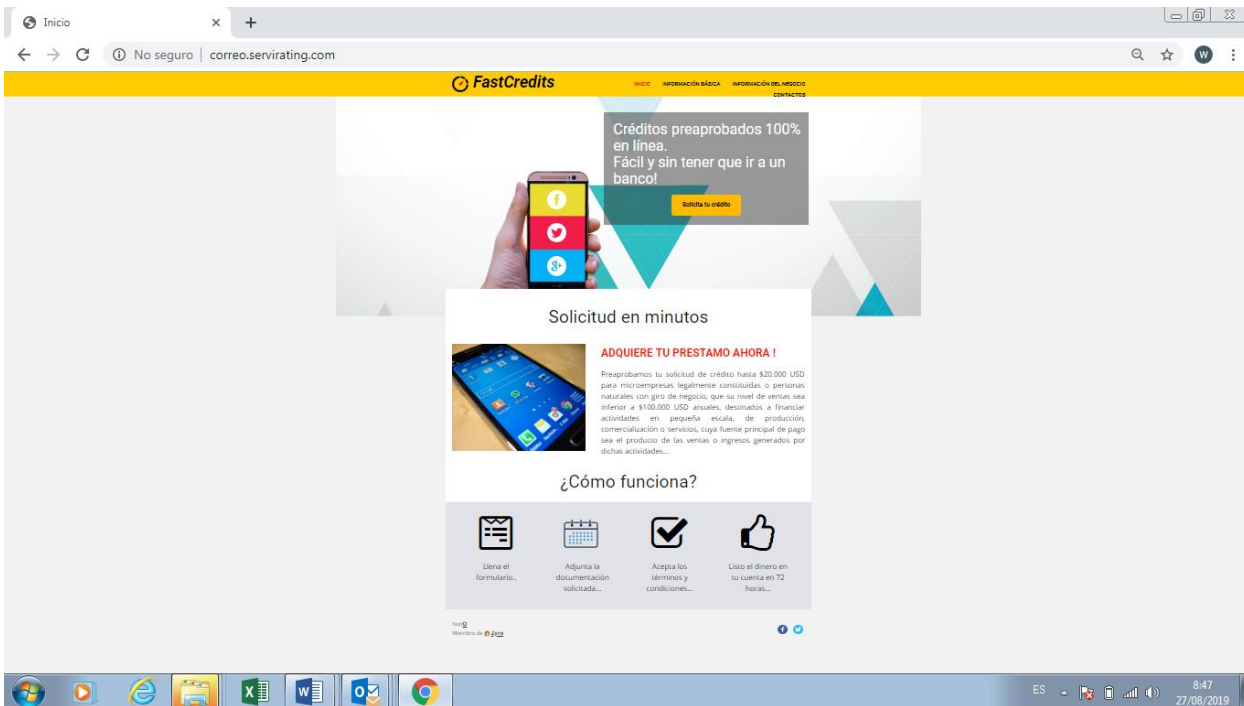 Inicio
No seguro | correo.servirating.com
W
FastCredits
INICIO INFORMACIÓN BÁSICA INFORMACIÓN DEL NEGOCIO
CONTACTOS
Créditos preaprobados 100%
en línea.
Fácil y sin tener que ir a un
banco!
Solicita tu crédito
Solicitud en minutos
ADQUIERE TU PRESTAMO AHORA !
Preaprobamos tu solicitud de crédito hasta $20.000 USD
para microempresas legalmente constituidas o personas
naturales con giro de negocio, que su nivel de ventas sea
inferior a $100.000 USD anuales, destinados a financiar
actividades en pequeña escala, de producción,
comercialización o servicios, cuya fuente principal de pago
sea el producto de las ventas o ingresos generados por
dichas actividades...
¿Cómo funciona?
Llena el
formulario..
Adjunta la
documentación
solicitada...
Acepta los
términos y
condiciones...
Listo el dinero en
tu cuenta en 72
horas...
Miembro de
ES
8:47
27/08/2019